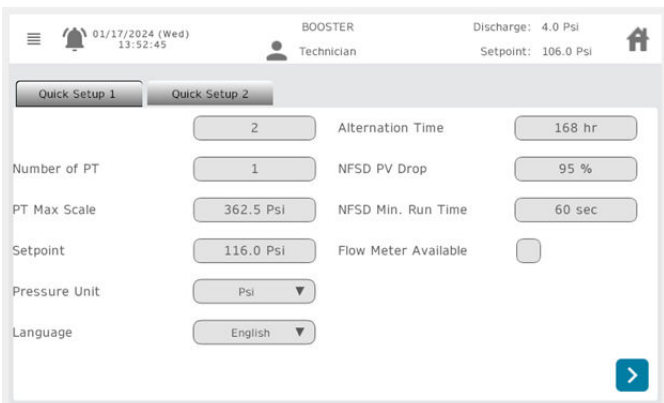 01/17/2024 (Wed)
13:52:45
BOOSTER
Technician
Discharge: 4.0 Psi
Setpoint: 106.0 Psi
Quick Setup 1
Quick Setup 2
2
Alternation Time
168 hr
Number of PT
1
NFSD PV Drop
95 %
PT Max Scale
362.5 Psi
NFSD Min. Run Time
60 sec
Setpoint
116.0 Psi
Flow Meter Available
Pressure Unit
Psi
Language
English